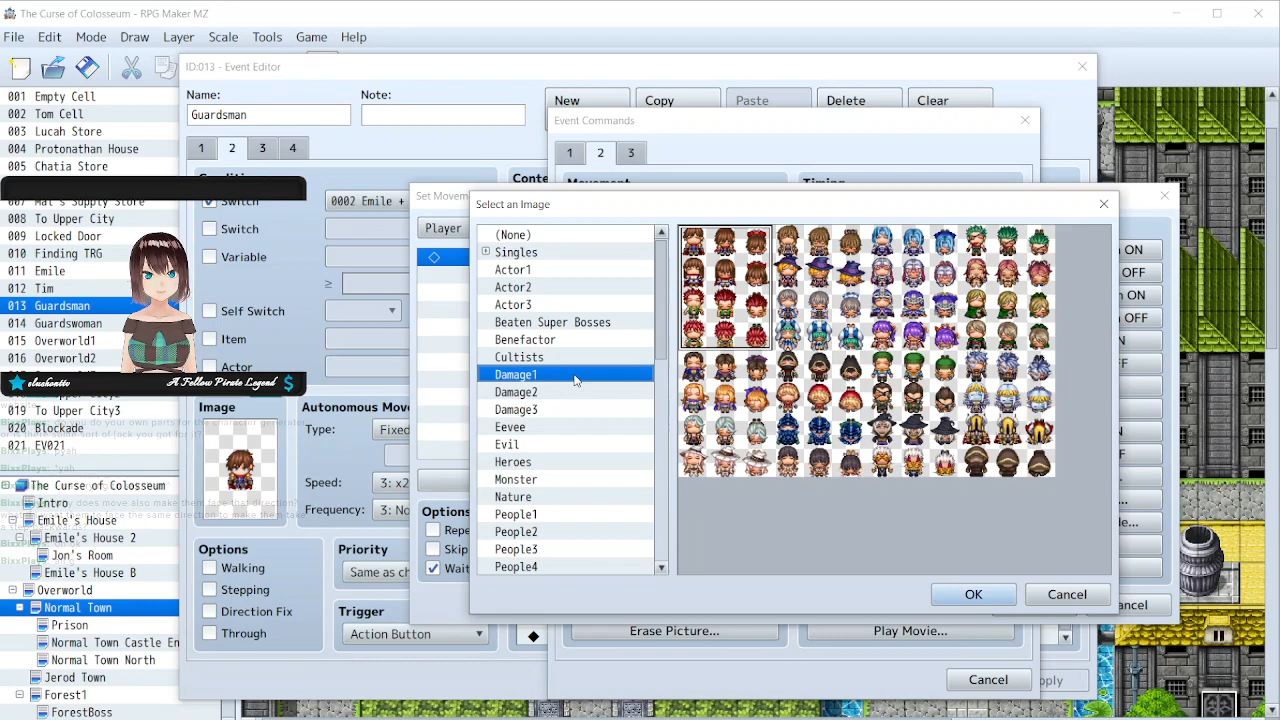 The Curse of Colosseum - RPG Maker MZ
File Edit Mode Draw Layer Scale Tools Game Help
ID:013 - Event Editor
Name:
Note:
Guardsman
New
Copy
Paste
Delete
Clear
001 Empty Cell
002 Tom Cell
003 Lucah Store
004 Protonathan House
005 Chatia Store
007 Mat's Supply Store
008 To Upper City
009 Locked Door
010 Finding TRG
011 Emile
012 Tim
013 Guardsman
014 Guardswoman
015 Overworld1
016 Overworld2
019 To Upper City3
020 Blockade
1 2 3 4
Switch
0002 Emile +
Switch
Variable
≥
Self Switch
Item
Actor
Image
Autonomous Mov
Type:
Fixed
Speed:
3: x2
Frequency:
3: No
Options
Walking
Stepping
Direction Fix
Through
Priority
Same as ch
Trigger
Action Button
Conte
Event Commands
1 2 3
Movement
Timing
Set Movem
Player
Options
Repe
Skip
Wait
Select an Image
(None)
Singles
Actor1
Actor2
Actor3
Beaten Super Bosses
Benefactor
Cultists
Damage1
Damage2
Damage3
Eevee
Evil
Heroes
Monster
Nature
People1
People2
People3
People4
OK
Cancel
ON
OFF
ON
OFF
ancel
Erase Picture...
Play Movie...
Cancel
pply
A Follow Pirate Legend $
The Curse of Colosseum
Intro
Emile's House
Emile's House 2
Jon's Room
Emile's House B
Overworld
Normal Town
Prison
Normal Town Castle En
Normal Town North
Jerod Town
Forest1
ForestBoss